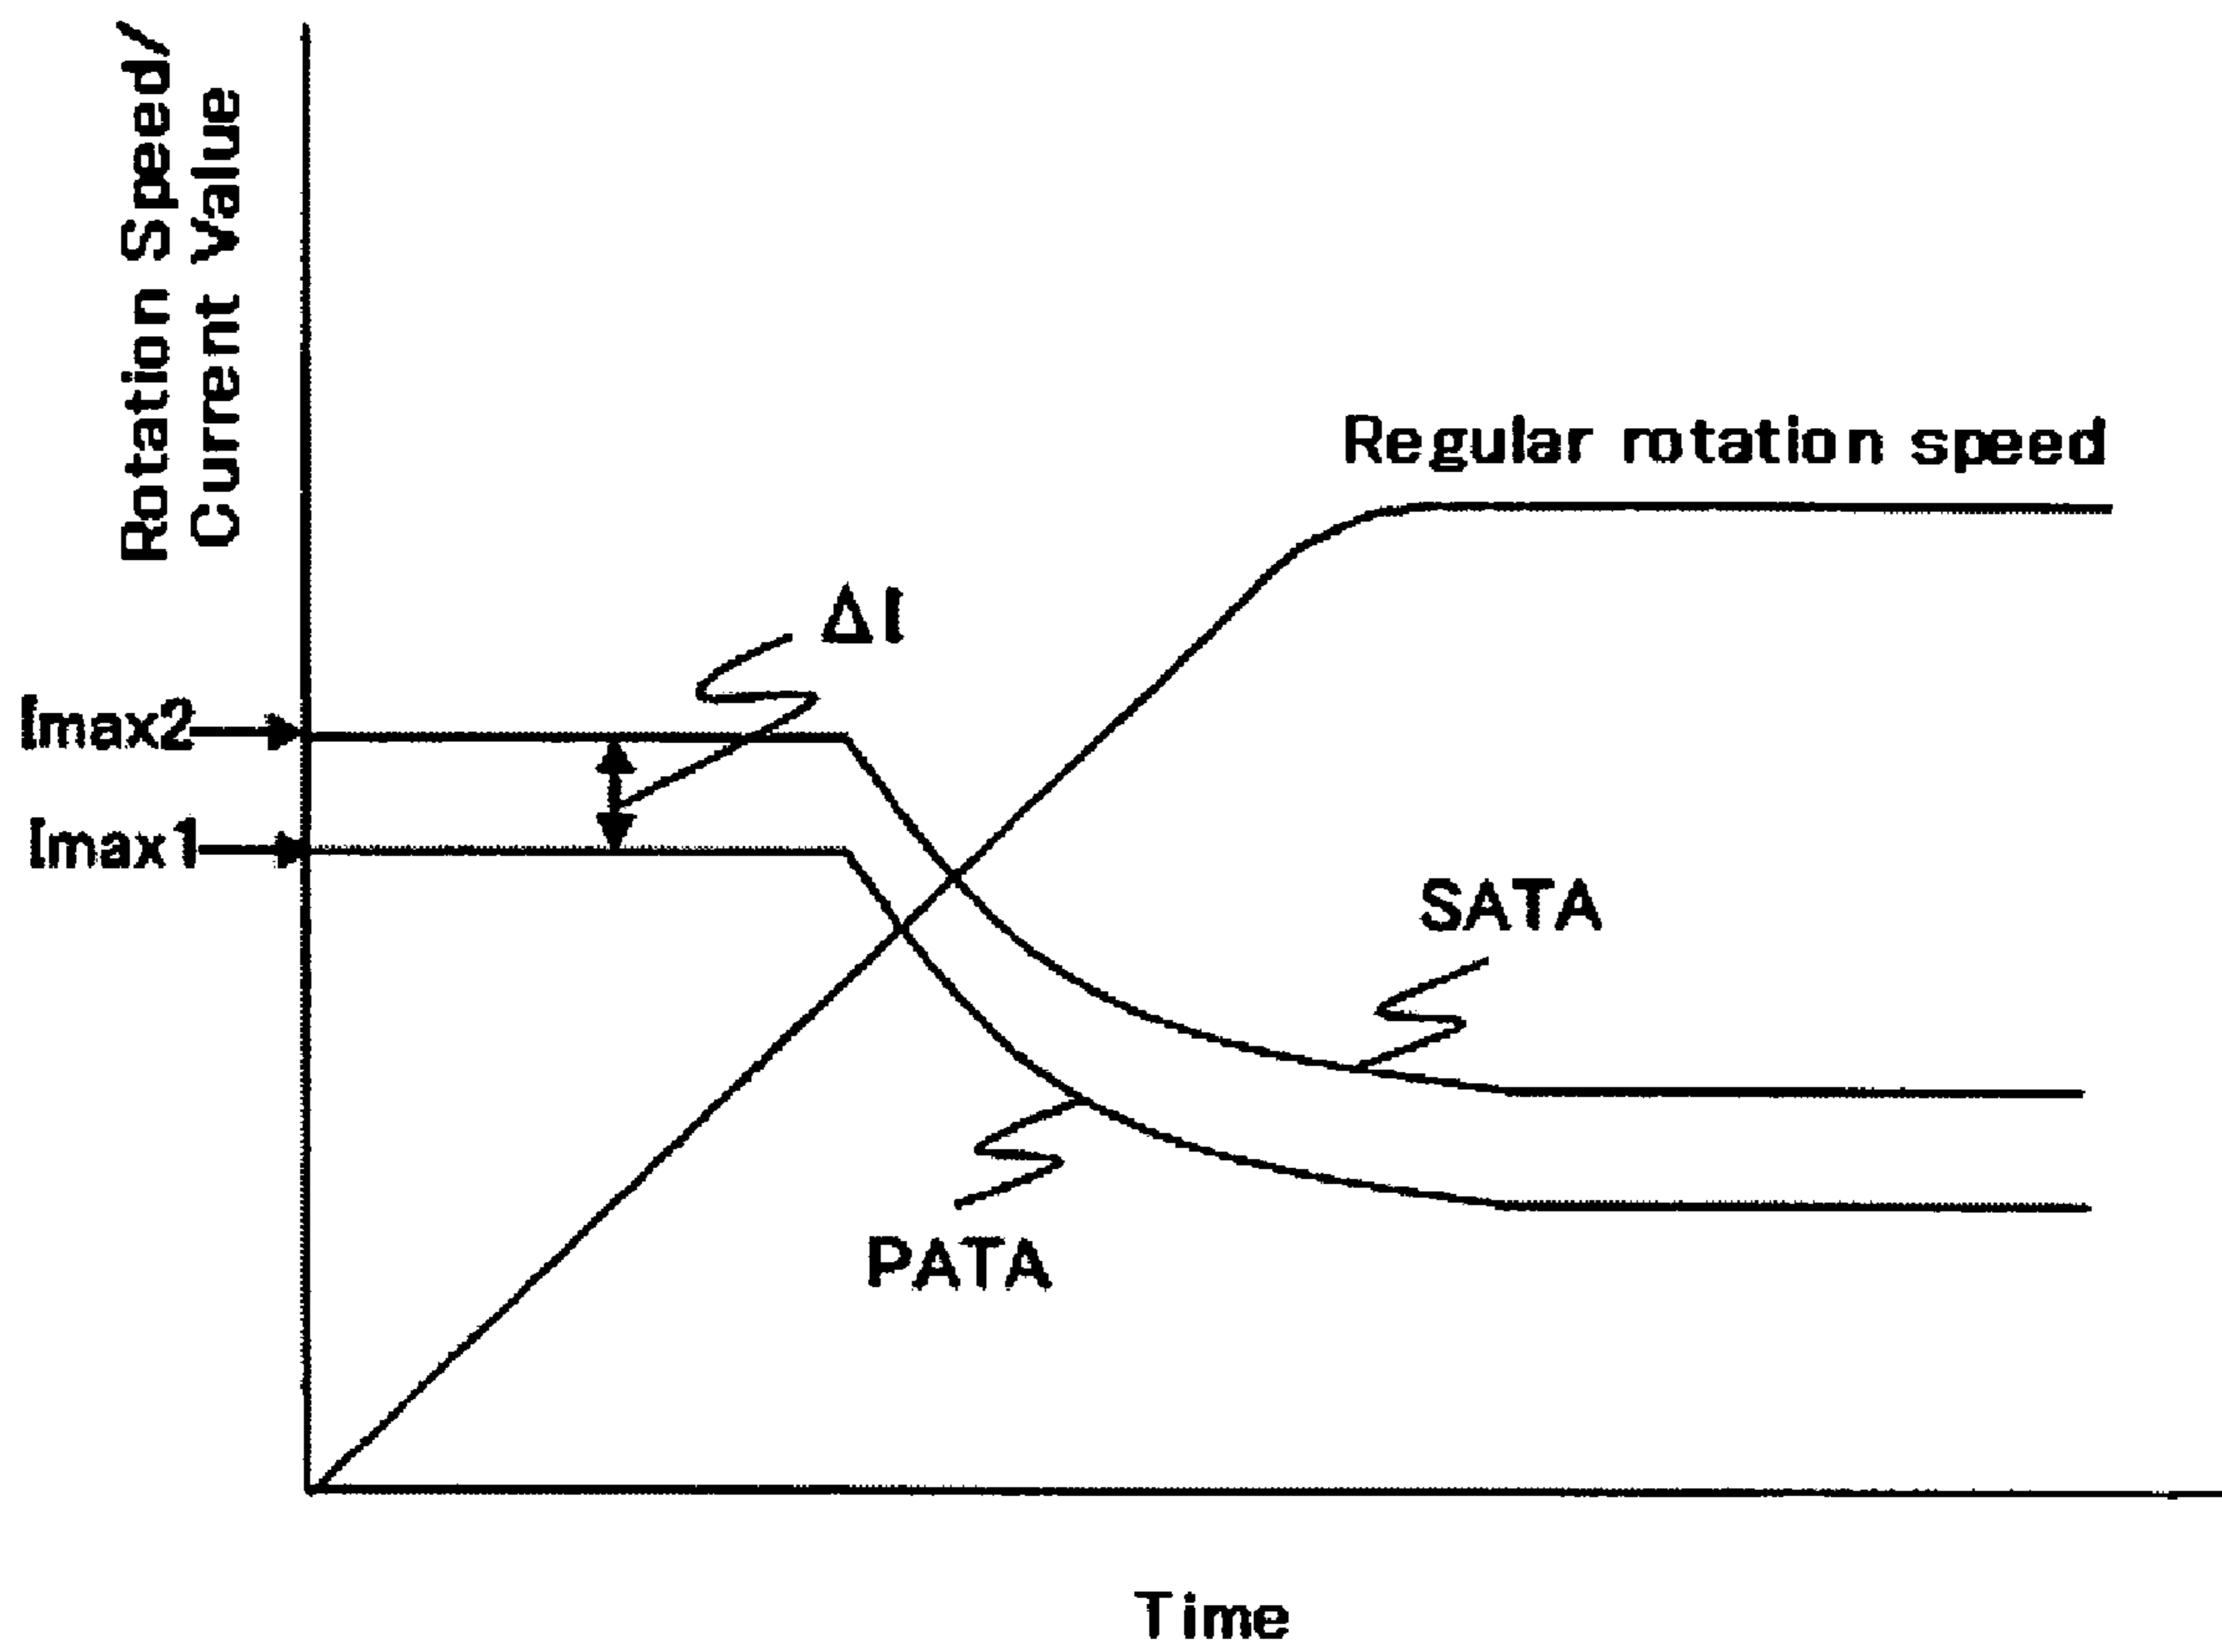 Rotation Speed/
Current Value
Regular rotation speed
ΔI
Imax2
Imax1
SATA
PATA
Time